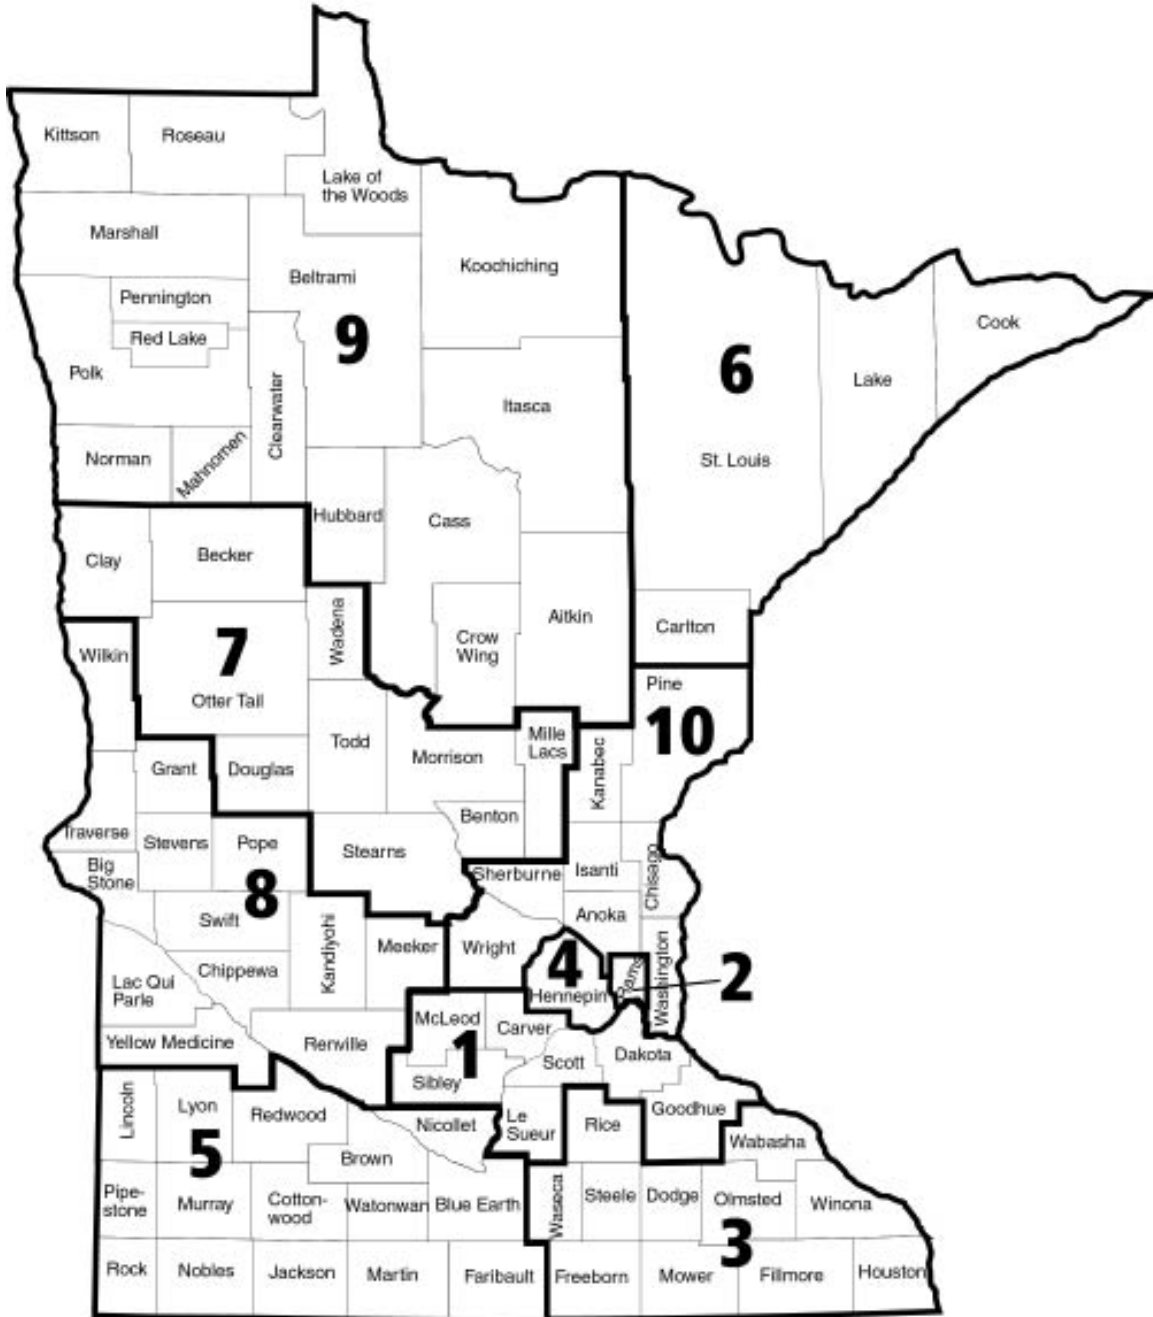 Kittson
Roseau
Lake of
the Woods
Marshall
Koochiching
Beltrami
Pennington
Red Lake
9
Cook
6
Polk
Lake
Clearwater
Itasca
Norman
Mahnomen
St. Louis
Hubbard
Cass
Clay
Becker
Wadena
Aitkin
Carlton
Crow
Wing
7
Wilkin
Otter Tail
Pine
10
Mille
Lacs
Todd
Morrison
Kanabec
Grant
Douglas
Benton
Traverse
Stevens
Pope
Stearns
Big
Stone
Sherburne
Isanti
Chisago
8
Swift
Anoka
Kandiyohi
Meeker
Wright
4
Chippewa
Lac Qui
Parle
Hennepin
Washington
2
McLeod
Carver
1
Yellow Medicine
Renville
Scott
Dakota
Sibley
Lincoln
Lyon
Redwood
Nicollet
Le
Sueur
Rice
Goodhue
Wabasha
5
Brown
Pipe-
stone
Murray
Cotton-
wood
Watonwan
Blue Earth
Waseca
Steele
Dodge
Olmsted
Winona
3
Rock
Nobles
Jackson
Martin
Faribault
Freeborn
Mower
Fillmore
Houston